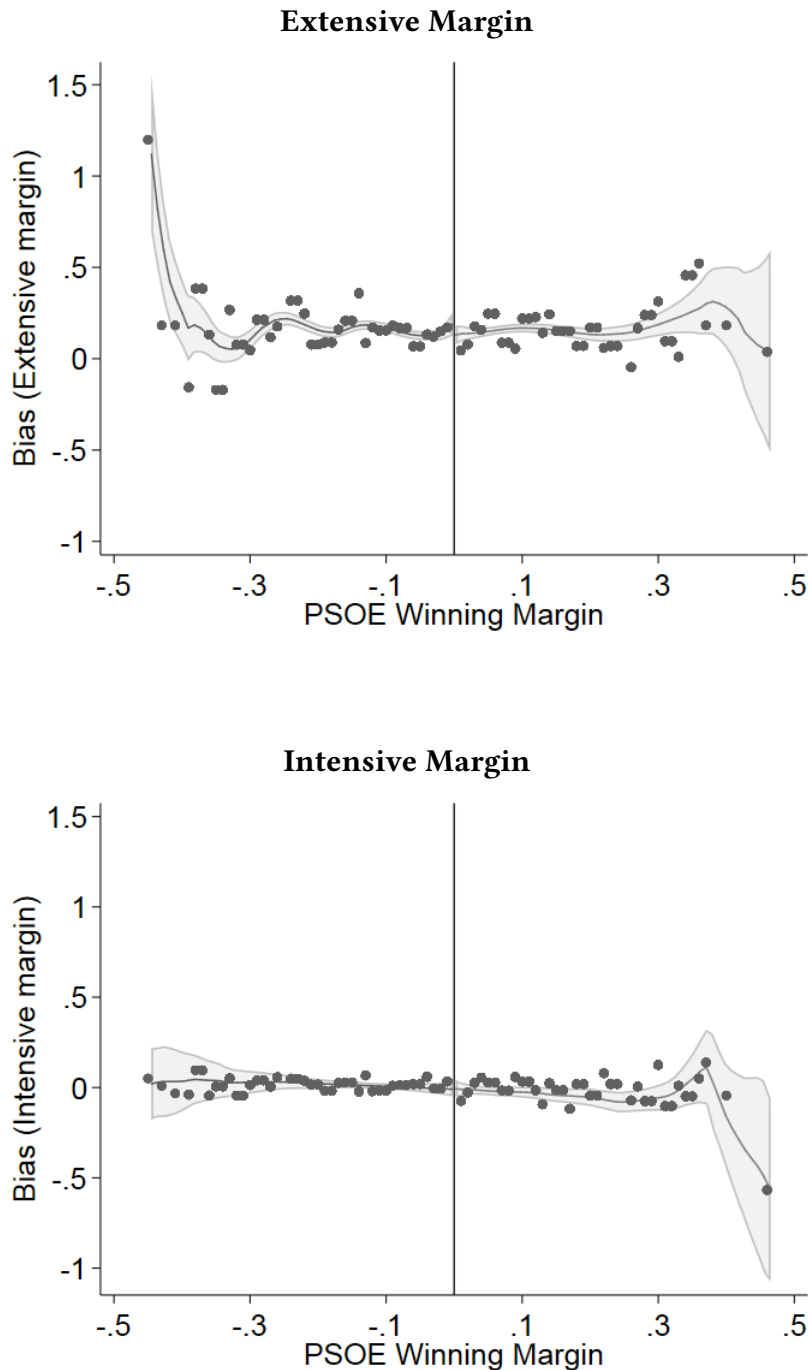 Extensive Margin
1.5
1
.5
0
-.5
-1
Bias (Extensive margin)
-.5 -.3 -.1 .1 .3 .5
PSOE Winning Margin
Intensive Margin
1.5
1
.5
0
-.5
-1
Bias (Intensive margin)
-.5 -.3 -.1 .1 .3 .5
PSOE Winning Margin